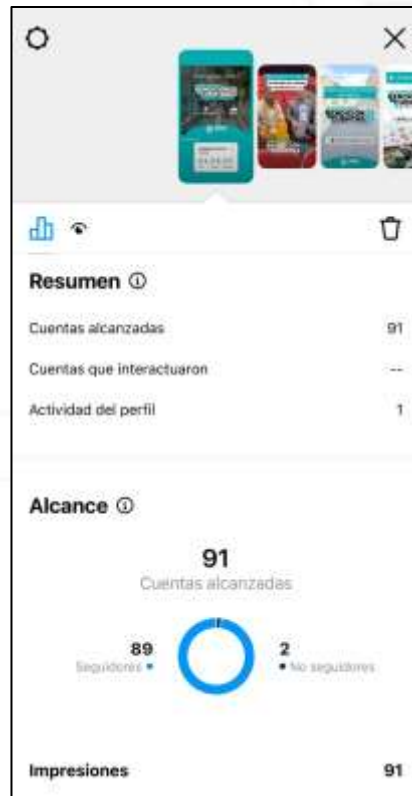 Resumen
Cuentas alcanzadas 91
Cuentas que interactuaron --
Actividad del perfil 1
Alcance
91
Cuentas alcanzadas
89
Seguidores
2
No seguidores
Impresiones 91